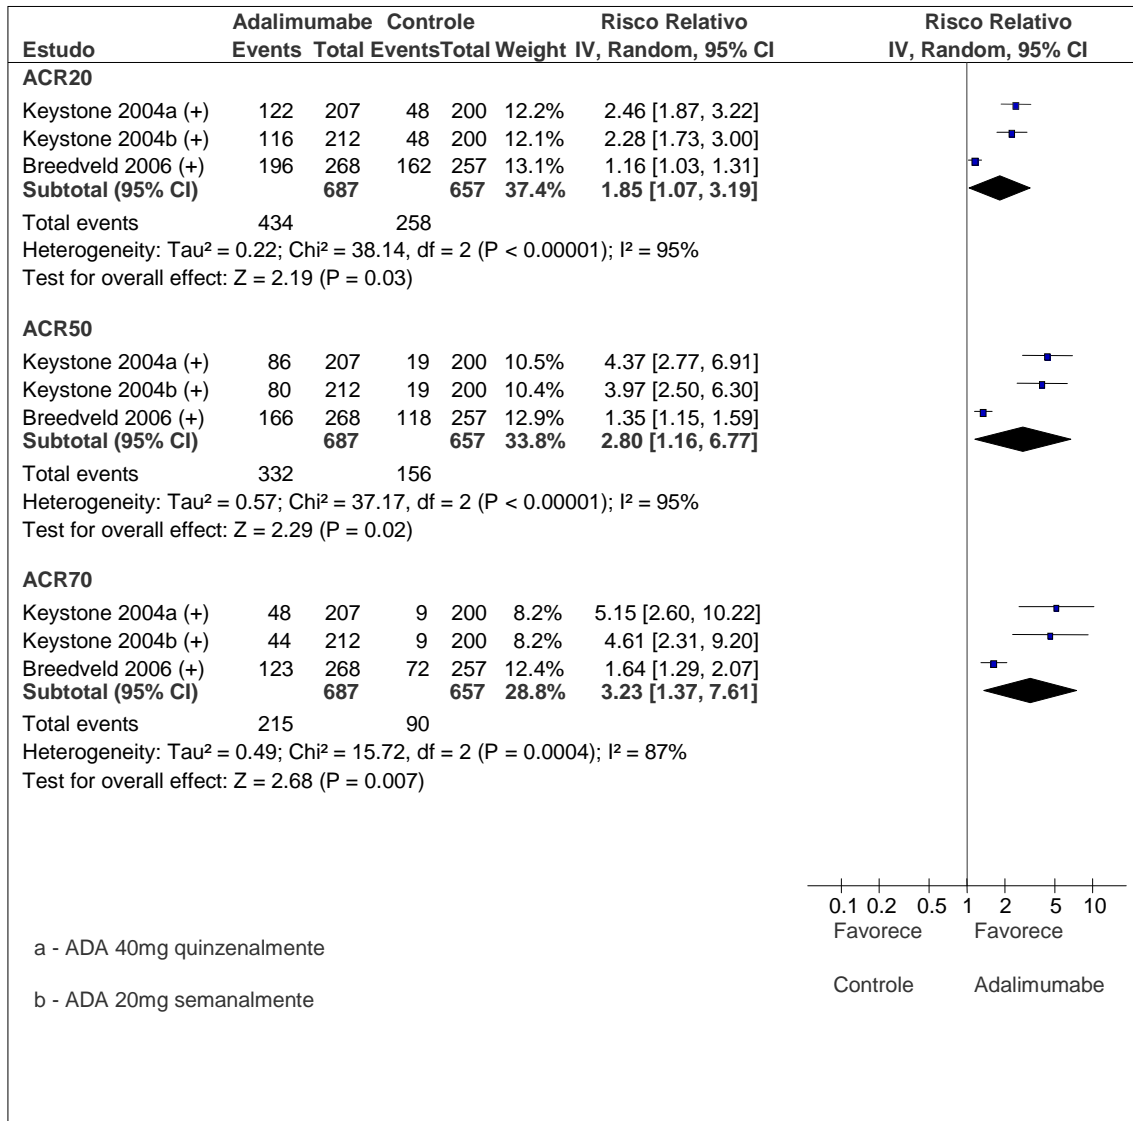 Adalimumabe Controle Risco Relativo Risco Relativo
Estudo Events Total Events Total Weight IV, Random, 95% CI IV, Random, 95% CI
ACR20
Keystone 2004a (+) 122 207 48 200 12.2% 2.46 [1.87, 3.22]
Keystone 2004b (+) 116 212 48 200 12.1% 2.28 [1.73, 3.00]
Breedveld 2006 (+) 196 268 162 257 13.1% 1.16 [1.03, 1.31]
Subtotal (95% CI) 687 657 37.4% 1.85 [1.07, 3.19]
Total events 434 258
Heterogeneity: Tau² = 0.22; Chi² = 38.14, df = 2 (P < 0.00001); I² = 95%
Test for overall effect: Z = 2.19 (P = 0.03)
ACR50
Keystone 2004a (+) 86 207 19 200 10.5% 4.37 [2.77, 6.91]
Keystone 2004b (+) 80 212 19 200 10.4% 3.97 [2.50, 6.30]
Breedveld 2006 (+) 166 268 118 257 12.9% 1.35 [1.15, 1.59]
Subtotal (95% CI) 687 657 33.8% 2.80 [1.16, 6.77]
Total events 332 156
Heterogeneity: Tau² = 0.57; Chi² = 37.17, df = 2 (P < 0.00001); I² = 95%
Test for overall effect: Z = 2.29 (P = 0.02)
ACR70
Keystone 2004a (+) 48 207 9 200 8.2% 5.15 [2.60, 10.22]
Keystone 2004b (+) 44 212 9 200 8.2% 4.61 [2.31, 9.20]
Breedveld 2006 (+) 123 268 72 257 12.4% 1.64 [1.29, 2.07]
Subtotal (95% CI) 687 657 28.8% 3.23 [1.37, 7.61]
Total events 215 90
Heterogeneity: Tau² = 0.49; Chi² = 15.72, df = 2 (P = 0.0004); I² = 87%
Test for overall effect: Z = 2.68 (P = 0.007)
0.1 0.2 0.5 1 2 5 10
Favorece Favorece
a - ADA 40mg quinzenalmente
Controle Adalimumabe
b - ADA 20mg semanalmente